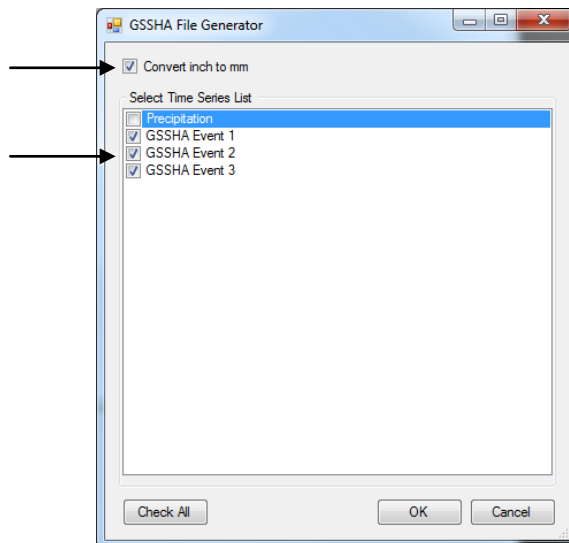 GSSHA File Generator
Convert inch to mm
Select Time Series List
Precipitation
GSSHA Event 1
GSSHA Event 2
GSSHA Event 3
Check All
OK
Cancel